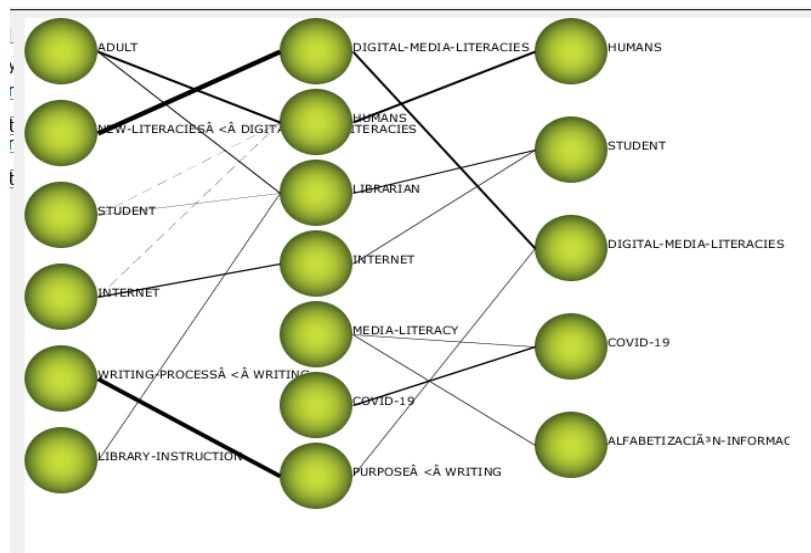 ADULT
NEW-LITERACIESÂ <Â DIGITA
STUDENT
INTERNET
WRITING-PROCESSÂ <Â WRITING
LIBRARY-INSTRUCTION
DIGITAL-MEDIA-LITERACIES
HUMANS
ITERACIES
LIBRARIAN
INTERNET
MEDIA-LITERACY
COVID-19
PURPOSEÂ <Â WRITING
HUMANS
STUDENT
DIGITAL-MEDIA-LITERACIES
COVID-19
ALFABETIZACIÃ³N-INFORMAC